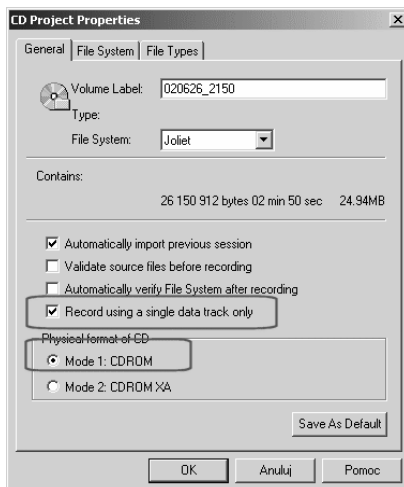 CD Project Properties
General File System File Types
Volume Label: 020626_2150
Type:
File System: Joliet
Contains:
26 150 912 bytes 02 min 50 sec 24.94MB
Automatically import previous session
Validate source files before recording
Automatically verify File System after recording
Record using a single data track only
Physical format of CD
Mode 1: CDROM
Mode 2: CDROM XA
Save As Default
OK Anuluj Pomoc